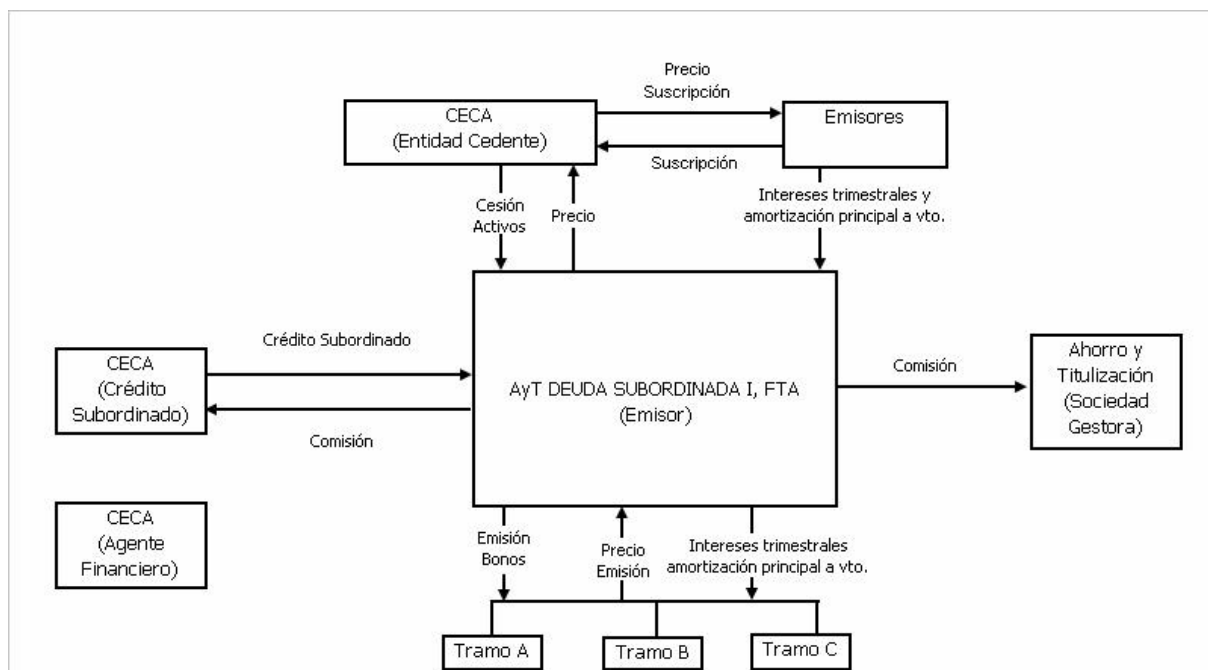 Precio
Suscripción
CECA
(Entidad Cedente)
Emisores
Suscripción
Cesión
Activos
Precio
Intereses trimestrales y
amortización principal a vto.
Crédito Subordinado
CECA
(Crédito
Subordinado)
Comisión
AyT DEUDA SUBORDINADA I, FTA
(Emisor)
Comisión
Ahorro y
Titulización
(Sociedad
Gestora)
CECA
(Agente
Financiero)
Emisión
Bonos
Precio
Emisión
Intereses trimestrales
amortización principal a vto.
Tramo A
Tramo B
Tramo C